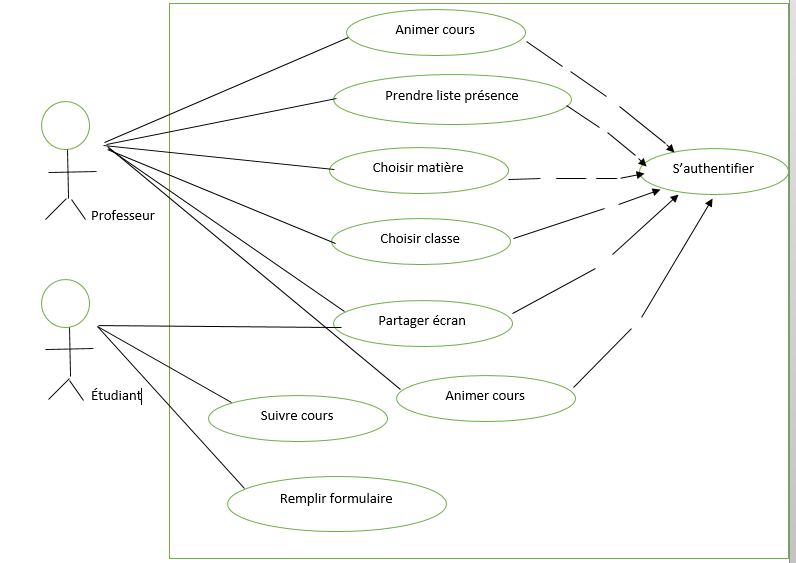 Animer cours
Prendre liste présence
Choisir matière
S’authentifier
Professeur
Choisir classe
Partager écran
Étudiant
Animer cours
Suivre cours
Remplir formulaire